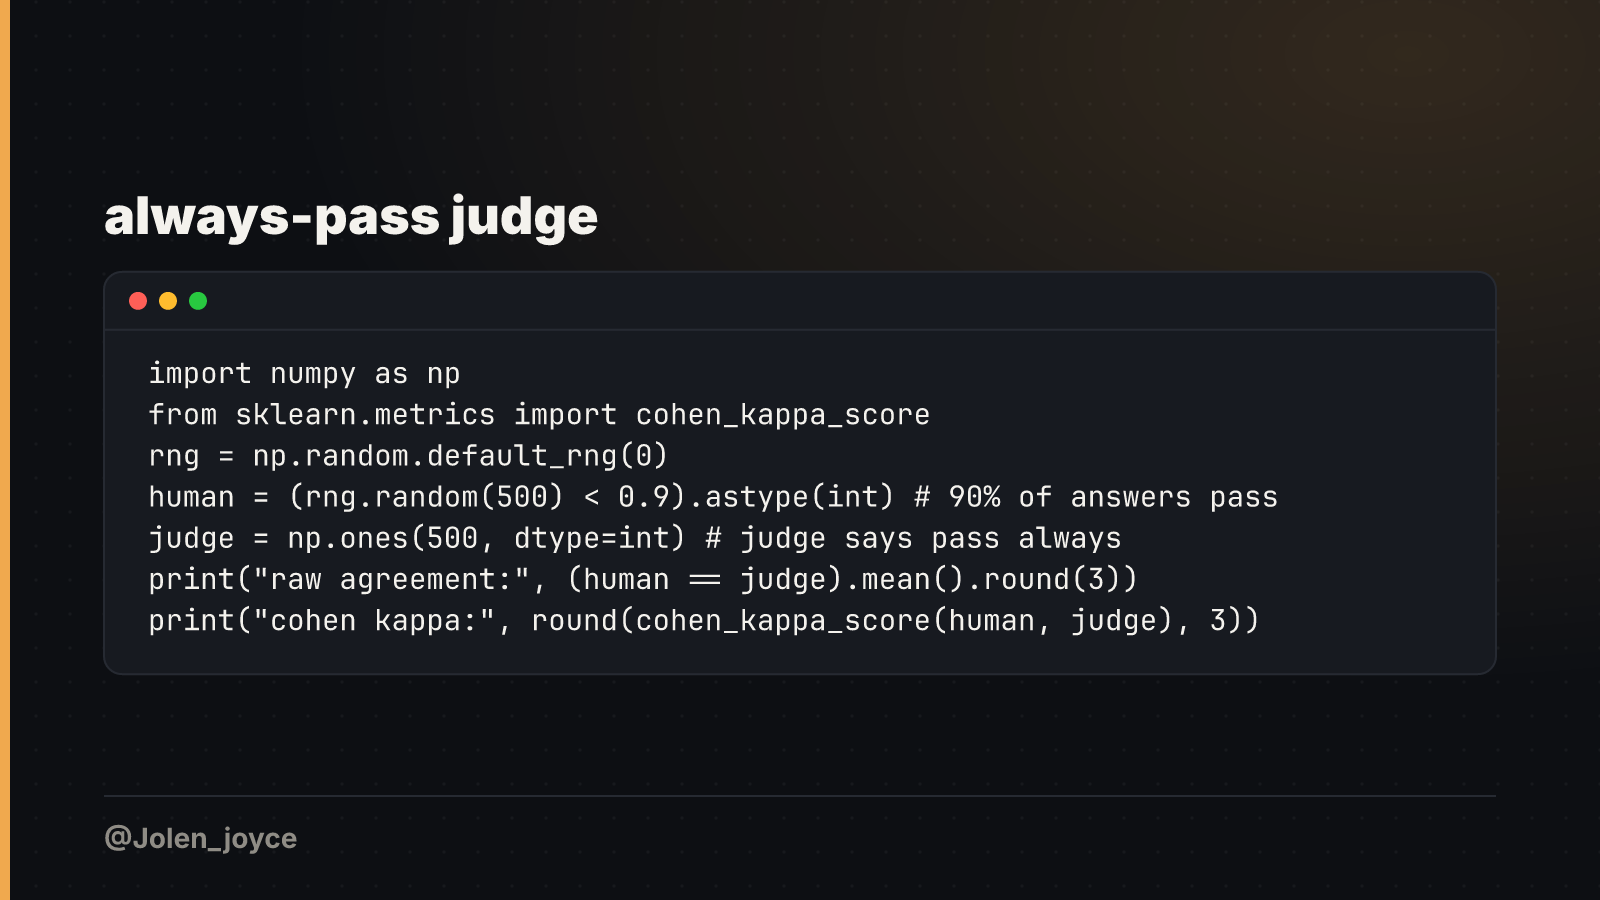 always-pass judge
import numpy as np
from sklearn.metrics import cohen_kappa_score
rng = np.random.default_rng(0)
human = (rng.random(500) < 0.9).astype(int) # 90% of answers pass
judge = np.ones(500, dtype=int) # judge says pass always
print("raw agreement:", (human == judge).mean().round(3))
print("cohen kappa:", round(cohen_kappa_score(human, judge), 3))
@Jolen_joyce